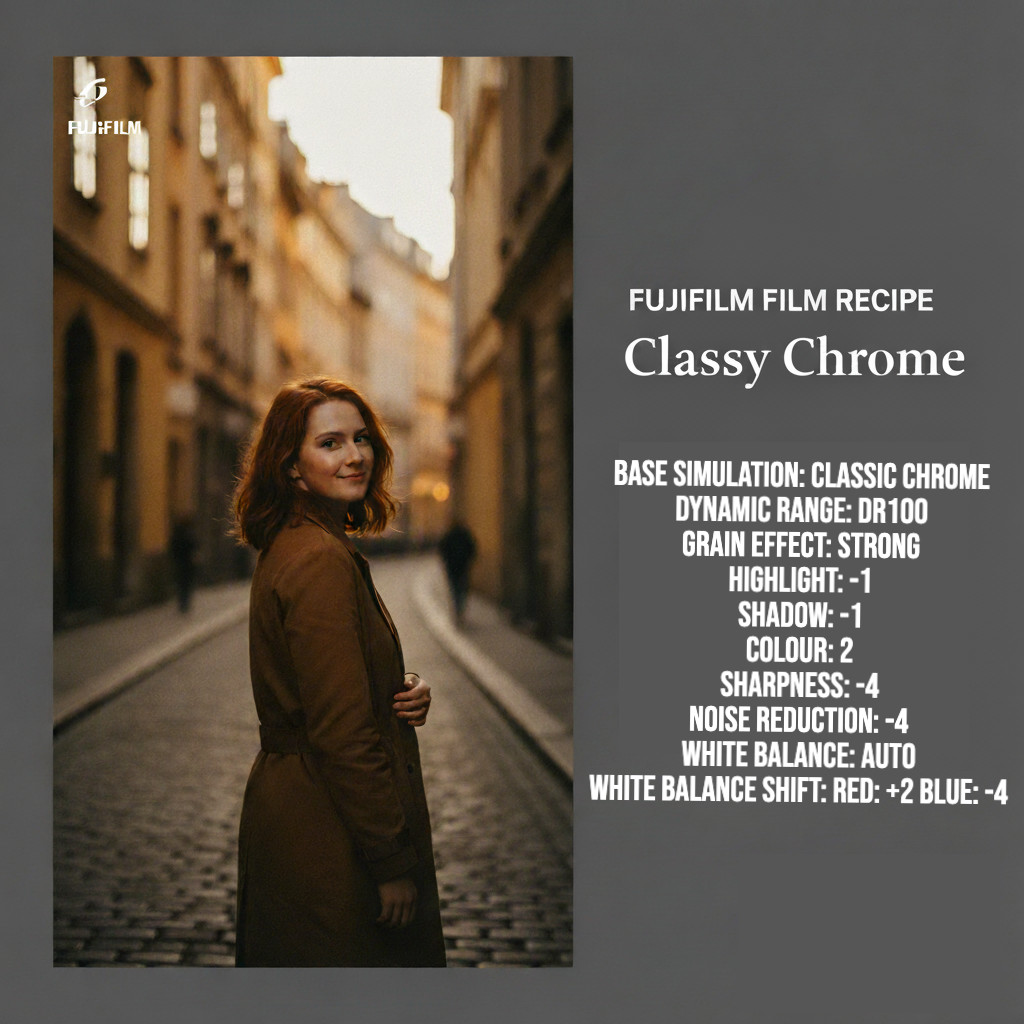 FUJIFILM
FUJIFILM FILM RECIPE
Classy Chrome
BASE SIMULATION: CLASSIC CHROME
DYNAMIC RANGE: DR100
GRAIN EFFECT: STRONG
HIGHLIGHT: -1
SHADOW: -1
COLOUR: 2
SHARPNESS: -4
NOISE REDUCTION: -4
WHITE BALANCE: AUTO
WHITE BALANCE SHIFT: RED: +2 BLUE: -4